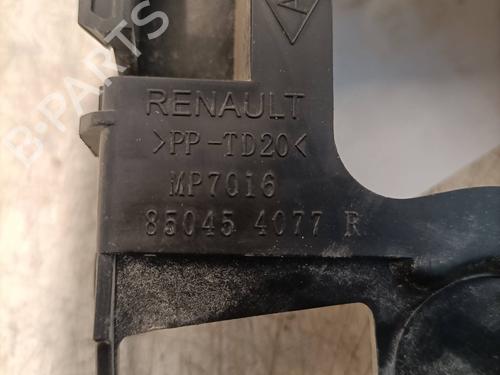 B-PARTS
RENAULT
>PP-TD20<
MP7016
85045 4077 R